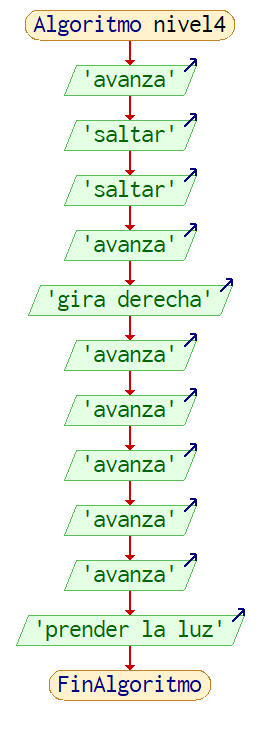 Algoritmo nivel4
'avanza'
'saltar'
'saltar'
'avanza'
'gira derecha'
'avanza'
'avanza'
'avanza'
'avanza'
'avanza'
'prender la luz'
FinAlgoritmo